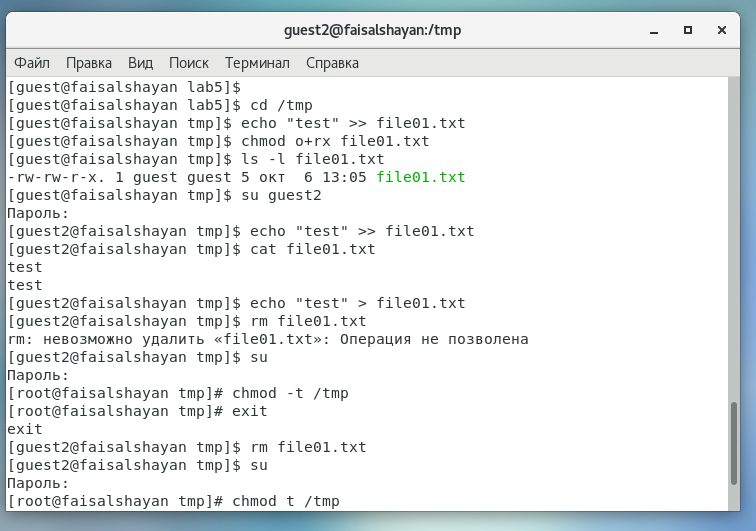 guest2@faisalshayan:/tmp
Файл Правка Вид Поиск Терминал Справка
[guest@faisalshayan lab5]$
[guest@faisalshayan lab5]$ cd /tmp
[guest@faisalshayan tmp]$ echo "test" >> file01.txt
[guest@faisalshayan tmp]$ chmod o+rx file01.txt
[guest@faisalshayan tmp]$ ls -l file01.txt
-rw-rw-r-x. 1 guest guest 5 окт  6 13:05 file01.txt
[guest@faisalshayan tmp]$ su guest2
Пароль:
[guest2@faisalshayan tmp]$ echo "test" >> file01.txt
[guest2@faisalshayan tmp]$ cat file01.txt
test
test
[guest2@faisalshayan tmp]$ echo "test" > file01.txt
[guest2@faisalshayan tmp]$ rm file01.txt
rm: невозможно удалить «file01.txt»: Операция не позволена
[guest2@faisalshayan tmp]$ su
Пароль:
[root@faisalshayan tmp]# chmod -t /tmp
[root@faisalshayan tmp]# exit
exit
[guest2@faisalshayan tmp]$ rm file01.txt
[guest2@faisalshayan tmp]$ su
Пароль:
[root@faisalshayan tmp]# chmod t /tmp